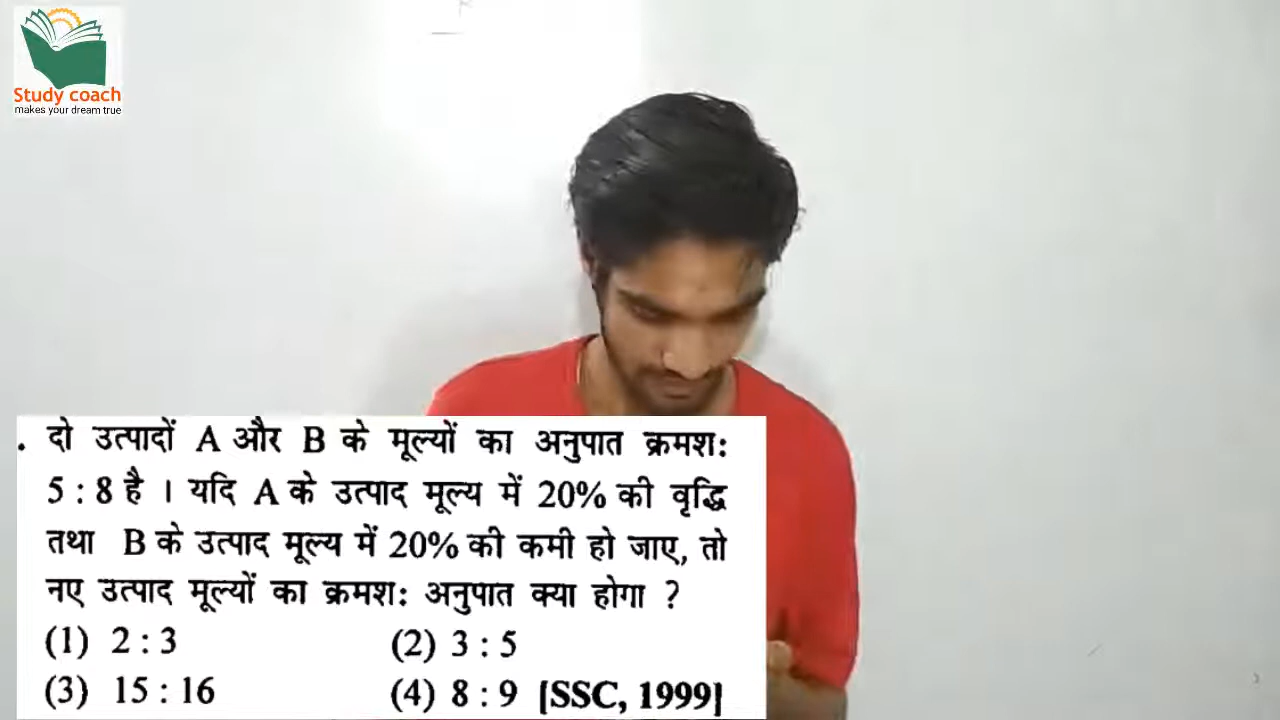 Study coach
makes your dream true
. दो उत्पादों A और B के मूल्यों का अनुपात क्रमश:
5 : 8 है । यदि A के उत्पाद मूल्य में 20% की वृद्धि
तथा B के उत्पाद मूल्य में 20% की कमी हो जाए, तो
नए उत्पाद मूल्यों का क्रमश: अनुपात क्या होगा ?
(1) 2 : 3 (2) 3 : 5
(3) 15 : 16 (4) 8 : 9 [SSC, 1999]